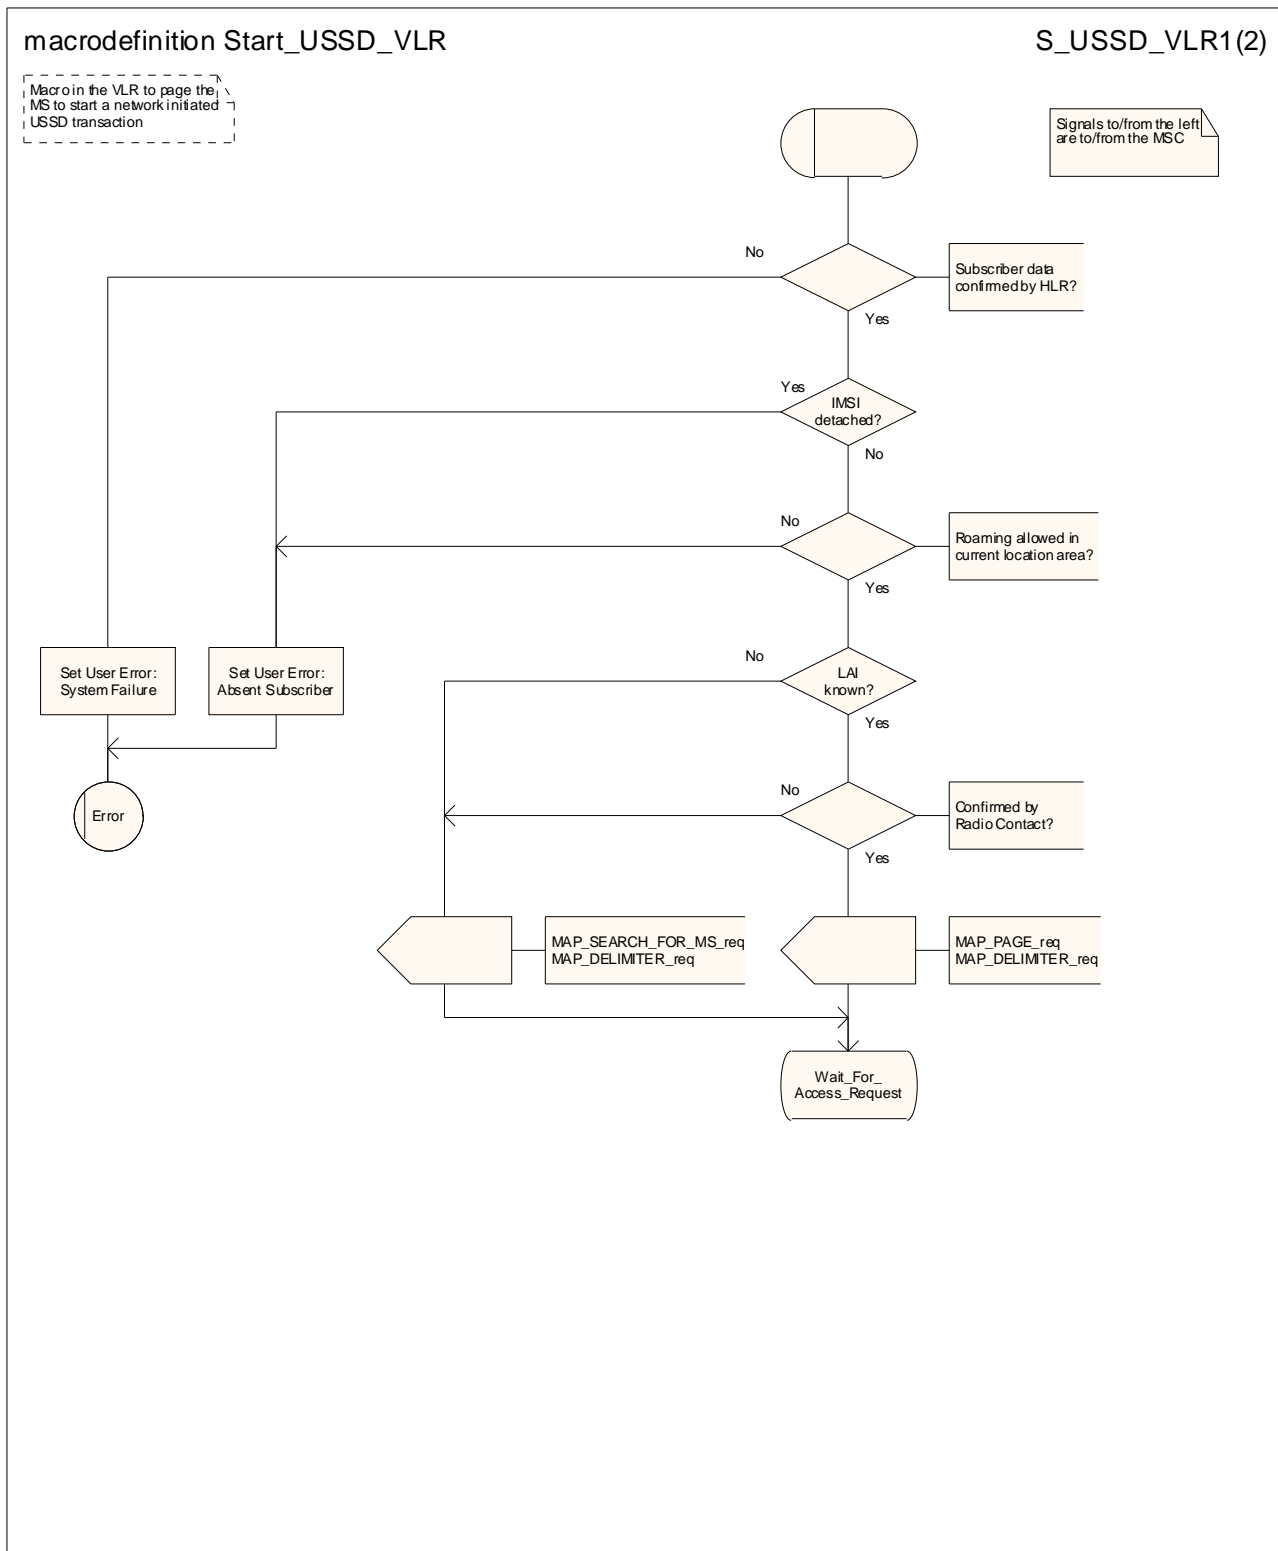 macrodefinition Start_USSD_VLR
S_USSD_VLR1(2)
Macro in the VLR to page the
MS to start a network initiated
USSD transaction
Signals to/from the left
are to/from the MSC
No
Subscriber data
confirmed by HLR?
Yes
Yes
IMSI
detached?
No
No
Roaming allowed in
current location area?
Yes
Set User Error:
System Failure
Set User Error:
Absent Subscriber
No
LAI
known?
Yes
No
Confirmed by
Radio Contact?
Yes
Error
MAP_SEARCH_FOR_MS_req
MAP_DELIMITER_req
MAP_PAGE_req
MAP_DELIMITER_req
Wait_For_
Access_Request